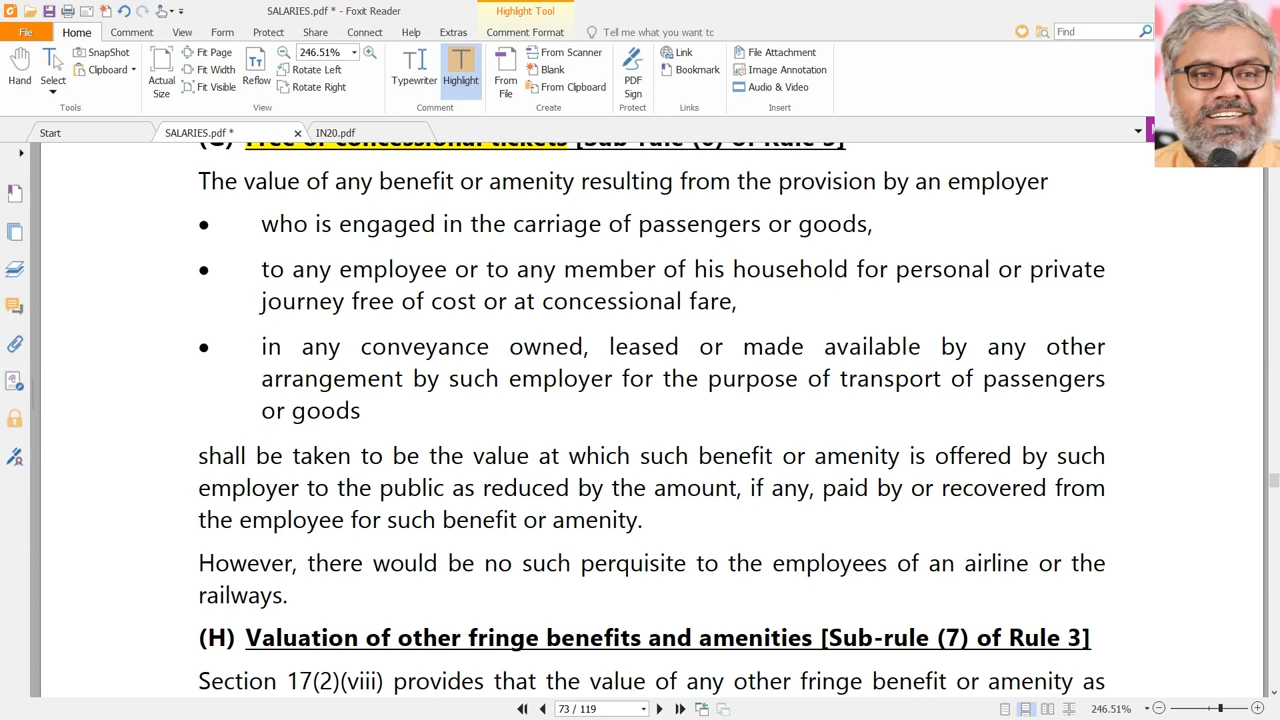 SALARIES.pdf * - Foxit Reader
Highlight Tool
File Home Comment View Form Protect Share Connect Help Extras Comment Format Tell me what you want to Find
Hand
Select
SnapShot
Clipboard
Actual Size
Fit Page
Fit Width
Fit Visible
Reflow
246.51%
Rotate Left
Rotate Right
Typewriter
Highlight
From File
From Scanner
Blank
From Clipboard
PDF Sign
Link
Bookmark
File Attachment
Image Annotation
Audio & Video
Tools View Comment Create Protect Links Insert
Start SALARIES.pdf * IN20.pdf
(G) Free or concessional tickets [Sub-rule (6) of Rule 3]
The value of any benefit or amenity resulting from the provision by an employer
• who is engaged in the carriage of passengers or goods,
• to any employee or to any member of his household for personal or private
journey free of cost or at concessional fare,
• in any conveyance owned, leased or made available by any other
arrangement by such employer for the purpose of transport of passengers
or goods
shall be taken to be the value at which such benefit or amenity is offered by such
employer to the public as reduced by the amount, if any, paid by or recovered from
the employee for such benefit or amenity.
However, there would be no such perquisite to the employees of an airline or the
railways.
(H) Valuation of other fringe benefits and amenities [Sub-rule (7) of Rule 3]
Section 17(2)(viii) provides that the value of any other fringe benefit or amenity as
73 / 119
246.51%